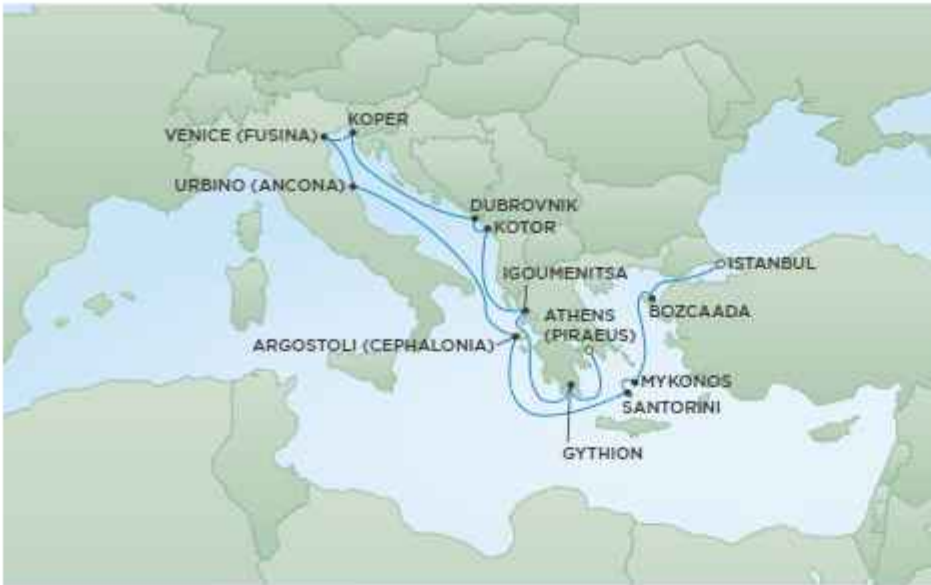 KOPER
VENICE (FUSINA)
URBINO (ANCONA)
DUBROVNIK
KOTOR
ISTANBUL
IGOUMENITSA
BOZCAADA
ATHENS
(PIRAEUS)
ARGOSTOLI (CEPHALONIA)
MYKONOS
SANTORINI
GYTHION